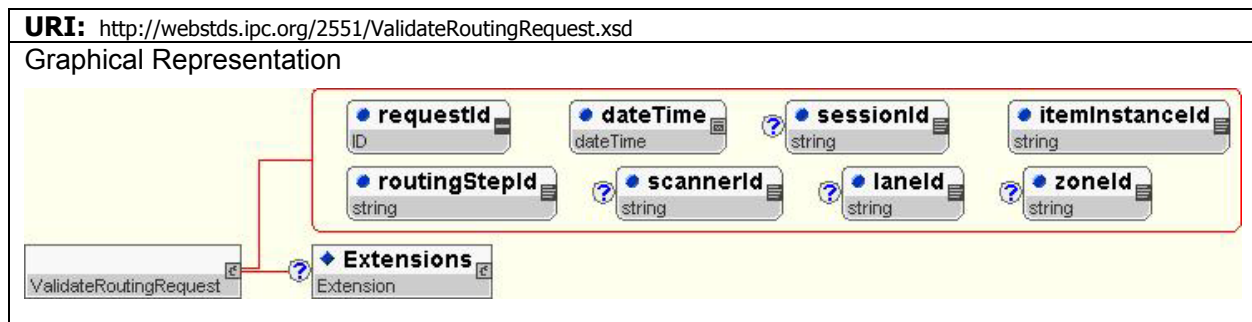 URI: http://webstds.ipc.org/2551/ValidateRoutingRequest.xsd
Graphical Representation
requestId
ID
dateTime
dateTime
? sessionId
string
itemInstanceId
string
routingStepId
string
? scannerId
string
? laneId
string
? zoneId
string
ValidateRoutingRequest
? Extensions
Extension